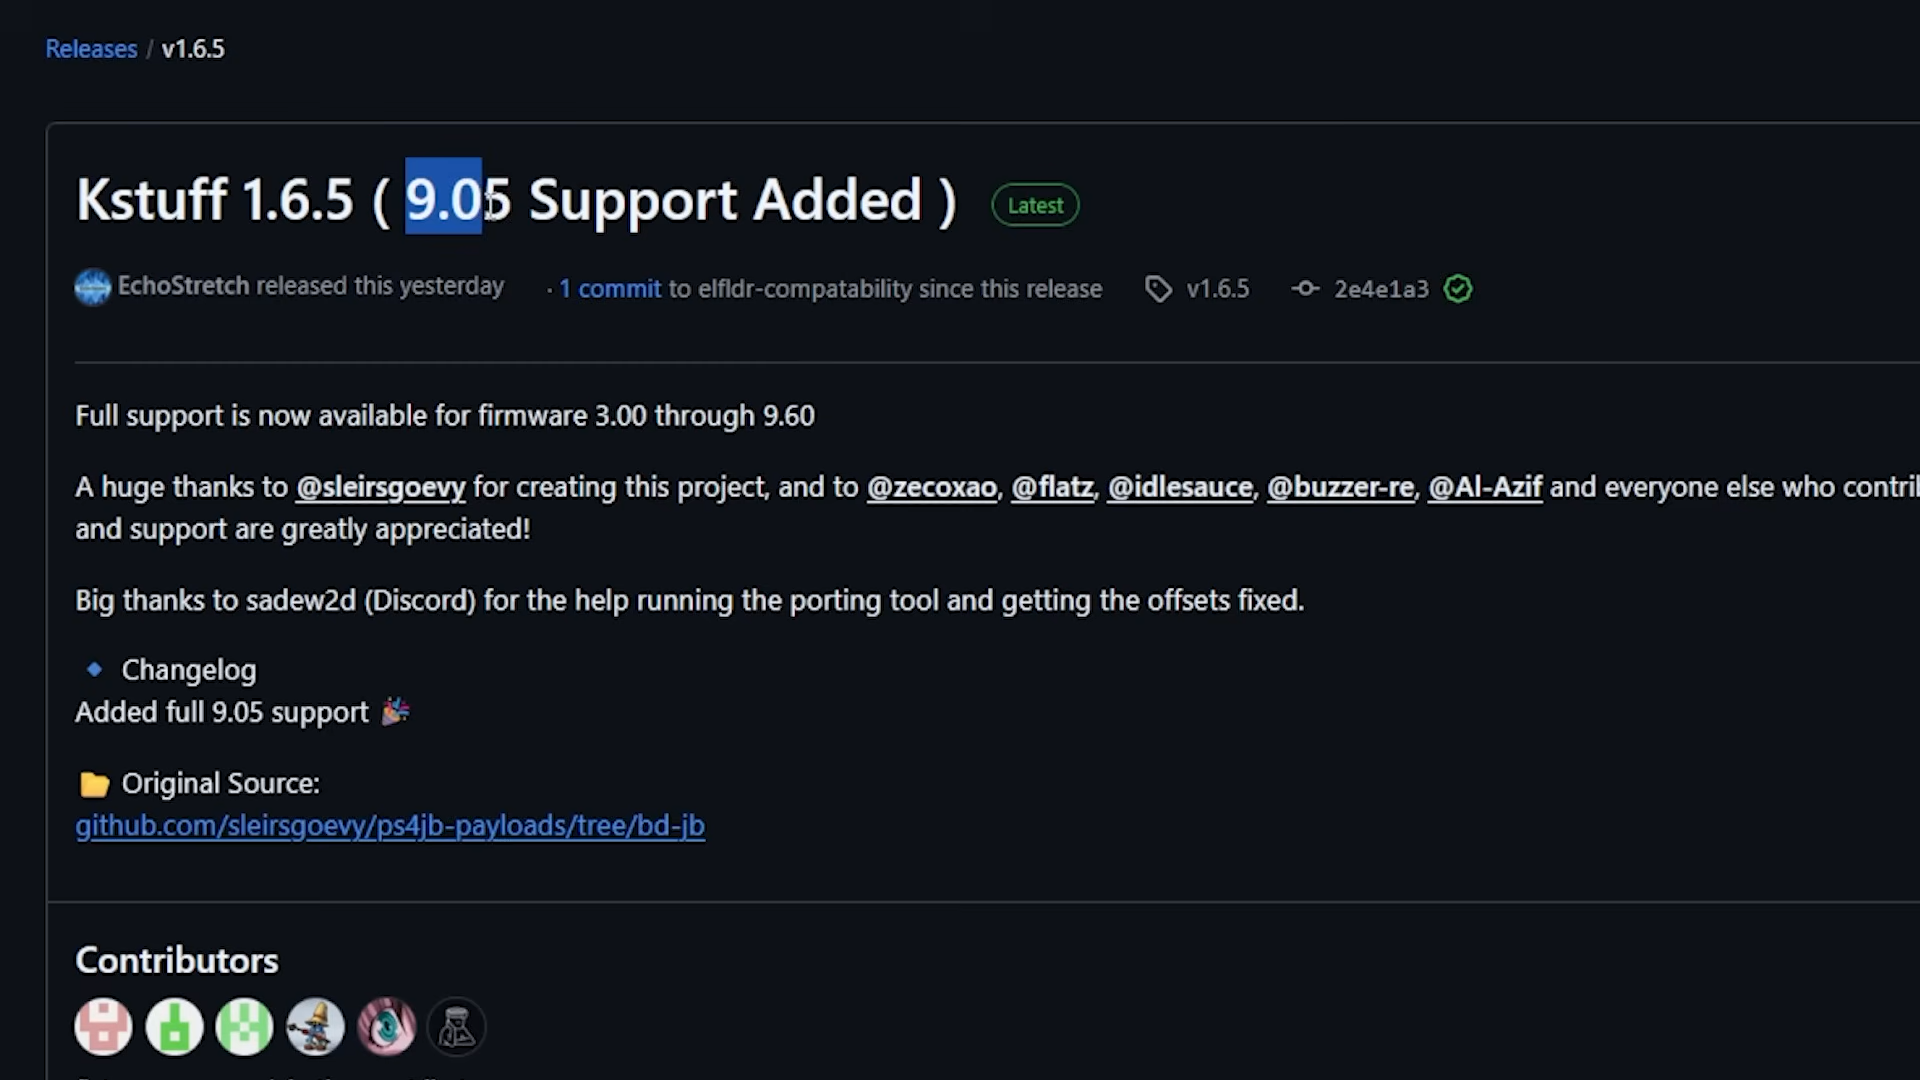 Releases / v1.6.5
Kstuff 1.6.5 ( 9.05 Support Added ) Latest
EchoStretch released this yesterday · 1 commit to elfldr-compatability since this release v1.6.5 2e4e1a3
Full support is now available for firmware 3.00 through 9.60
A huge thanks to @sleirsgoevy for creating this project, and to @zecoxao, @flatz, @idlesauce, @buzzer-re, @Al-Azif and everyone else who
and support are greatly appreciated!
Big thanks to sadew2d (Discord) for the help running the porting tool and getting the offsets fixed.
🔹 Changelog
Added full 9.05 support 🎉
📂 Original Source:
github.com/sleirsgoevy/ps4jb-payloads/tree/bd-jb
Contributors